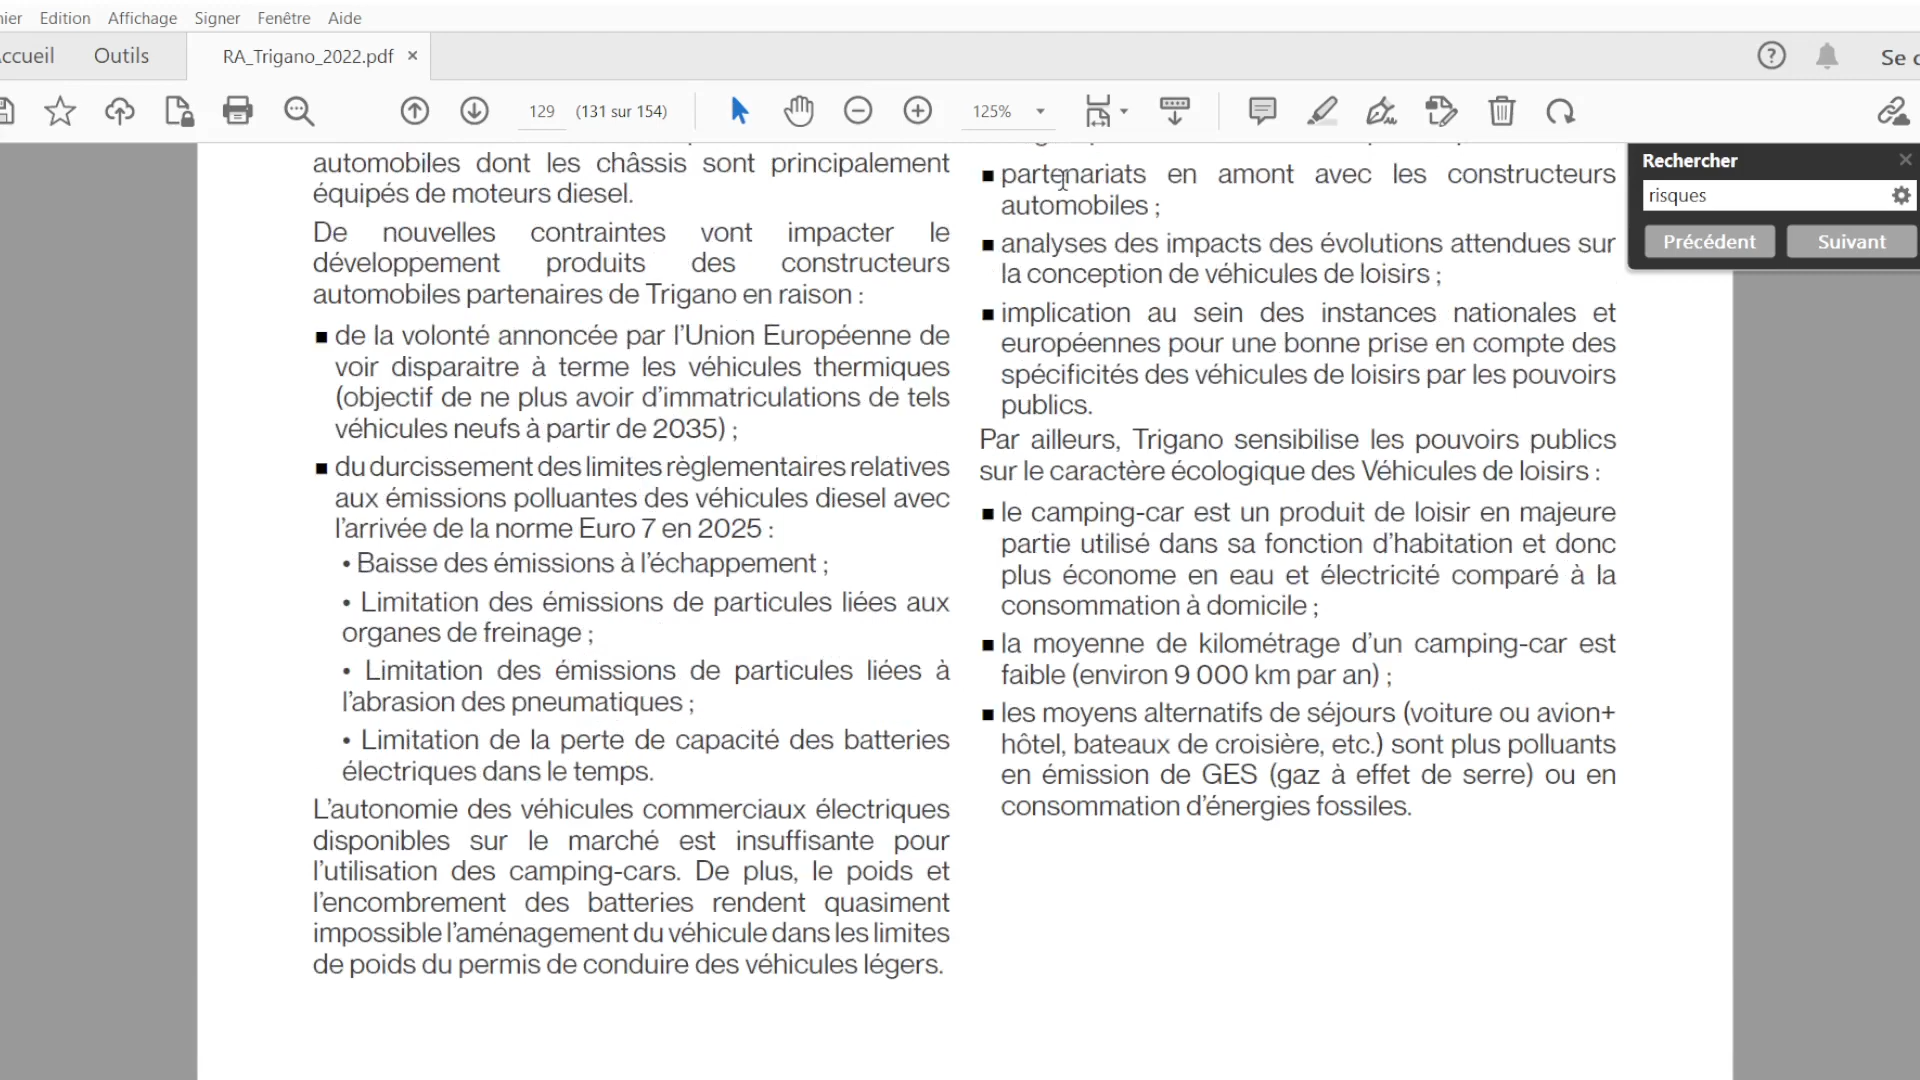 Edition Affichage Signer Fenêtre Aide
Outils RA_Trigano_2022.pdf ×
129 (131 sur 154) 125%
automobiles dont les châssis sont principalement
équipés de moteurs diesel.
De nouvelles contraintes vont impacter le
développement produits des constructeurs
automobiles partenaires de Trigano en raison :
■ de la volonté annoncée par l’Union Européenne de
voir disparaitre à terme les véhicules thermiques
(objectif de ne plus avoir d’immatriculations de tels
véhicules neufs à partir de 2035) ;
■ du durcissement des limites règlementaires relatives
aux émissions polluantes des véhicules diesel avec
l’arrivée de la norme Euro 7 en 2025 :
• Baisse des émissions à l’échappement ;
• Limitation des émissions de particules liées aux
organes de freinage ;
• Limitation des émissions de particules liées à
l’abrasion des pneumatiques ;
• Limitation de la perte de capacité des batteries
électriques dans le temps.
L’autonomie des véhicules commerciaux électriques
disponibles sur le marché est insuffisante pour
l’utilisation des camping-cars. De plus, le poids et
l’encombrement des batteries rendent quasiment
impossible l’aménagement du véhicule dans les limites
de poids du permis de conduire des véhicules légers.
■ partenariats en amont avec les constructeurs
automobiles ;
■ analyses des impacts des évolutions attendues sur
la conception de véhicules de loisirs ;
■ implication au sein des instances nationales et
européennes pour une bonne prise en compte des
spécificités des véhicules de loisirs par les pouvoirs
publics.
Par ailleurs, Trigano sensibilise les pouvoirs publics
sur le caractère écologique des Véhicules de loisirs :
■ le camping-car est un produit de loisir en majeure
partie utilisé dans sa fonction d’habitation et donc
plus économe en eau et électricité comparé à la
consommation à domicile ;
■ la moyenne de kilométrage d’un camping-car est
faible (environ 9 000 km par an) ;
■ les moyens alternatifs de séjours (voiture ou avion+
hôtel, bateaux de croisière, etc.) sont plus polluants
en émission de GES (gaz à effet de serre) ou en
consommation d’énergies fossiles.
Rechercher
risques
Précédent Suivant